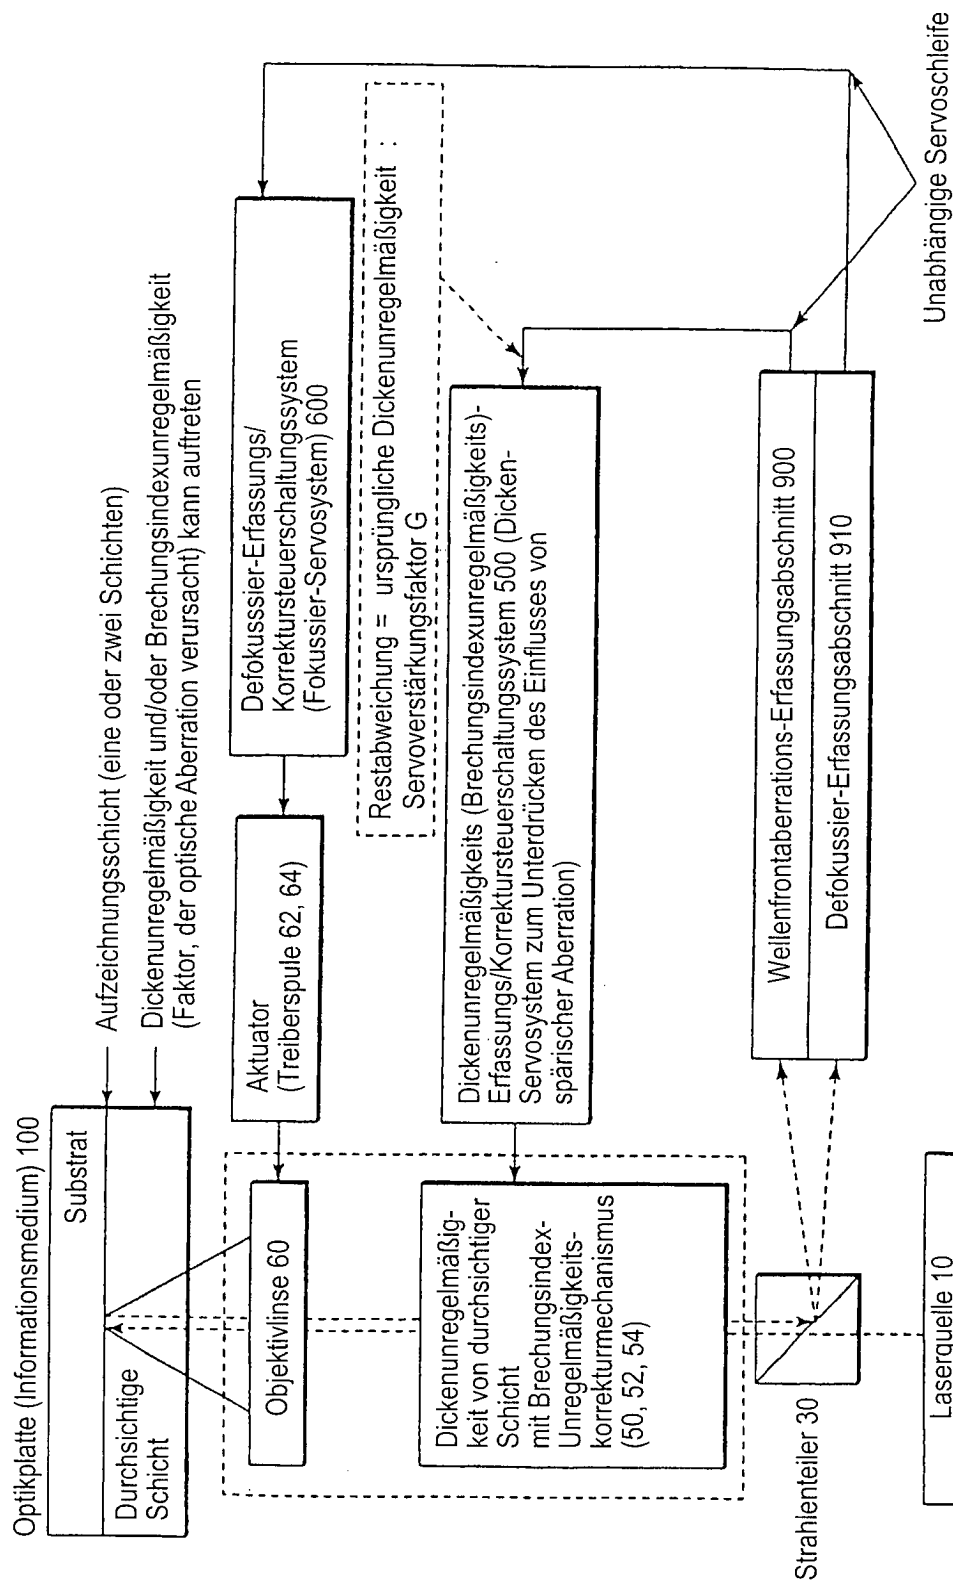 Optikplatte (Informationsmedium) 100
Substrat
Durchsichtige
Schicht
Aufzeichnungsschicht (eine oder zwei Schichten)
Dickenunregelmäßigkeit und/oder Brechungsindexunregelmäßigkeit
(Faktor, der optische Aberration verursacht) kann auftreten
Objektivlinse 60
Aktuator
(Treiberspule 62, 64)
Defokusssier-Erfassungs/
Korrektursteuerschaltungssystem
(Fokussier-Servosystem) 600
Restabweichung = ursprüngliche Dickenunregelmäßigkeit :
Servoverstärkungsfaktor G
Dickenunregelmäßig-
keit von durchsichtiger
Schicht
mit Brechungsindex-
Unregelmäßigkeits-
korrekturmechanismus
(50, 52, 54)
Dickenunregelmäßigkeits (Brechungsindexunregelmäßigkeits)-
Erfassungs/Korrektursteuerschaltungssystem 500 (Dicken-
Servosystem zum Unterdrücken des Einflusses von
spärischer Aberration)
Strahlenteiler 30
Wellenfrontaberrations-Erfassungsabschnitt 900
Defokussier-Erfassungsabschnitt 910
Unabhängige Servoschleife
Laserquelle 10